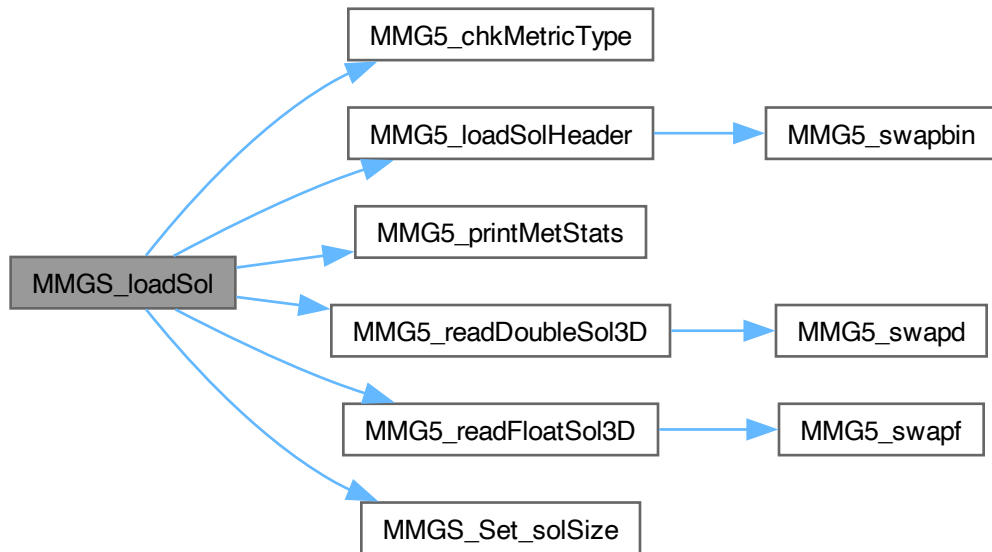 MMG5_chkMetricType
MMG5_loadSolHeader
MMG5_swapbin
MMG5_printMetStats
MMGS_loadSol
MMG5_readDoubleSol3D
MMG5_swapd
MMG5_readFloatSol3D
MMG5_swapf
MMGS_Set_solSize